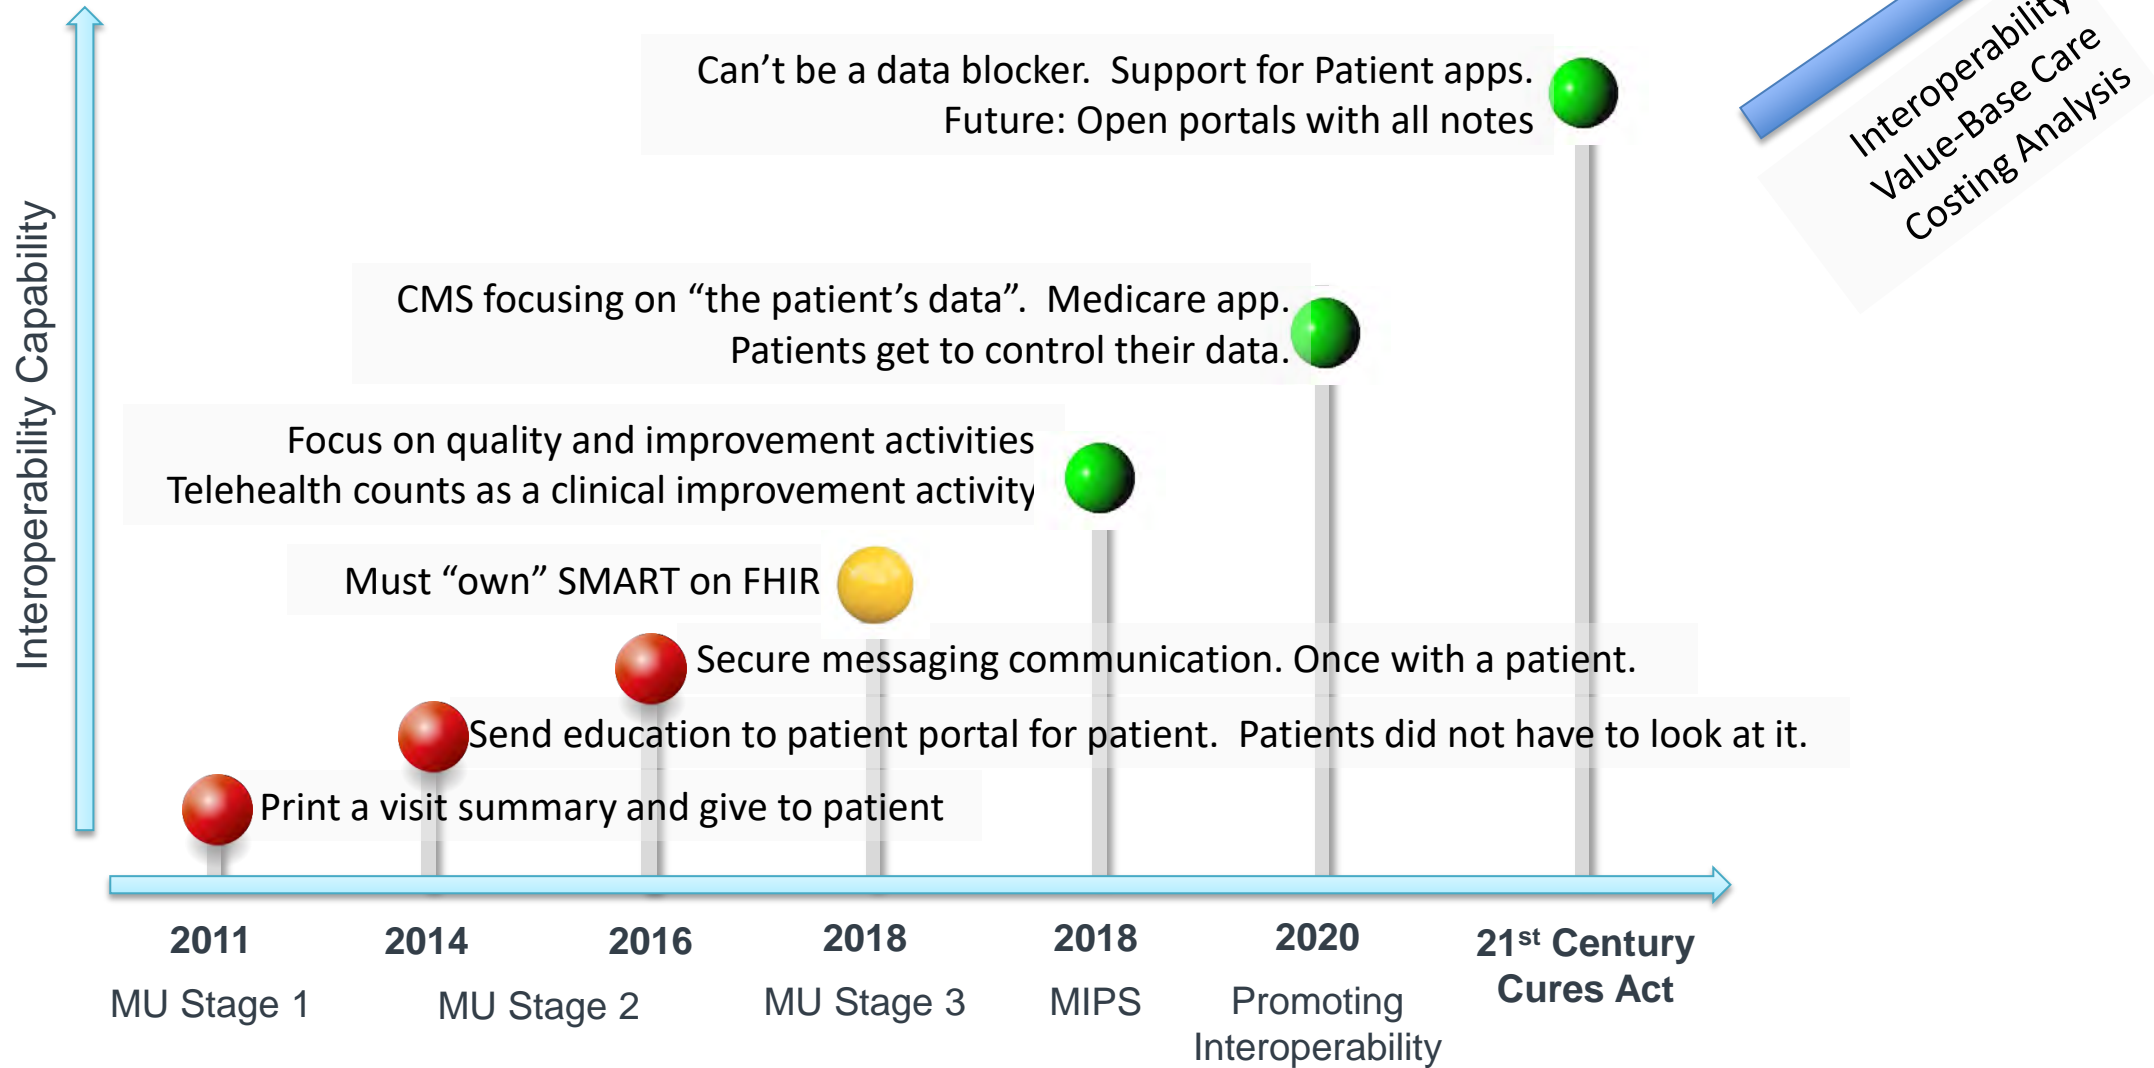 Can’t be a data blocker.  Support for Patient apps.
Future: Open portals with all notes
Interoperability
Value-Base Care
Costing Analysis
Interoperability Capability
CMS focusing on “the patient’s data”.  Medicare app.
Patients get to control their data.
Focus on quality and improvement activities
Telehealth counts as a clinical improvement activity
Must “own” SMART on FHIR
Secure messaging communication. Once with a patient.
Send education to patient portal for patient.  Patients did not have to look at it.
Print a visit summary and give to patient
2011
2014
2016
2018
2018
2020
21st Century
Cures Act
MU Stage 1
MU Stage 2
MU Stage 3
MIPS
Promoting
Interoperability